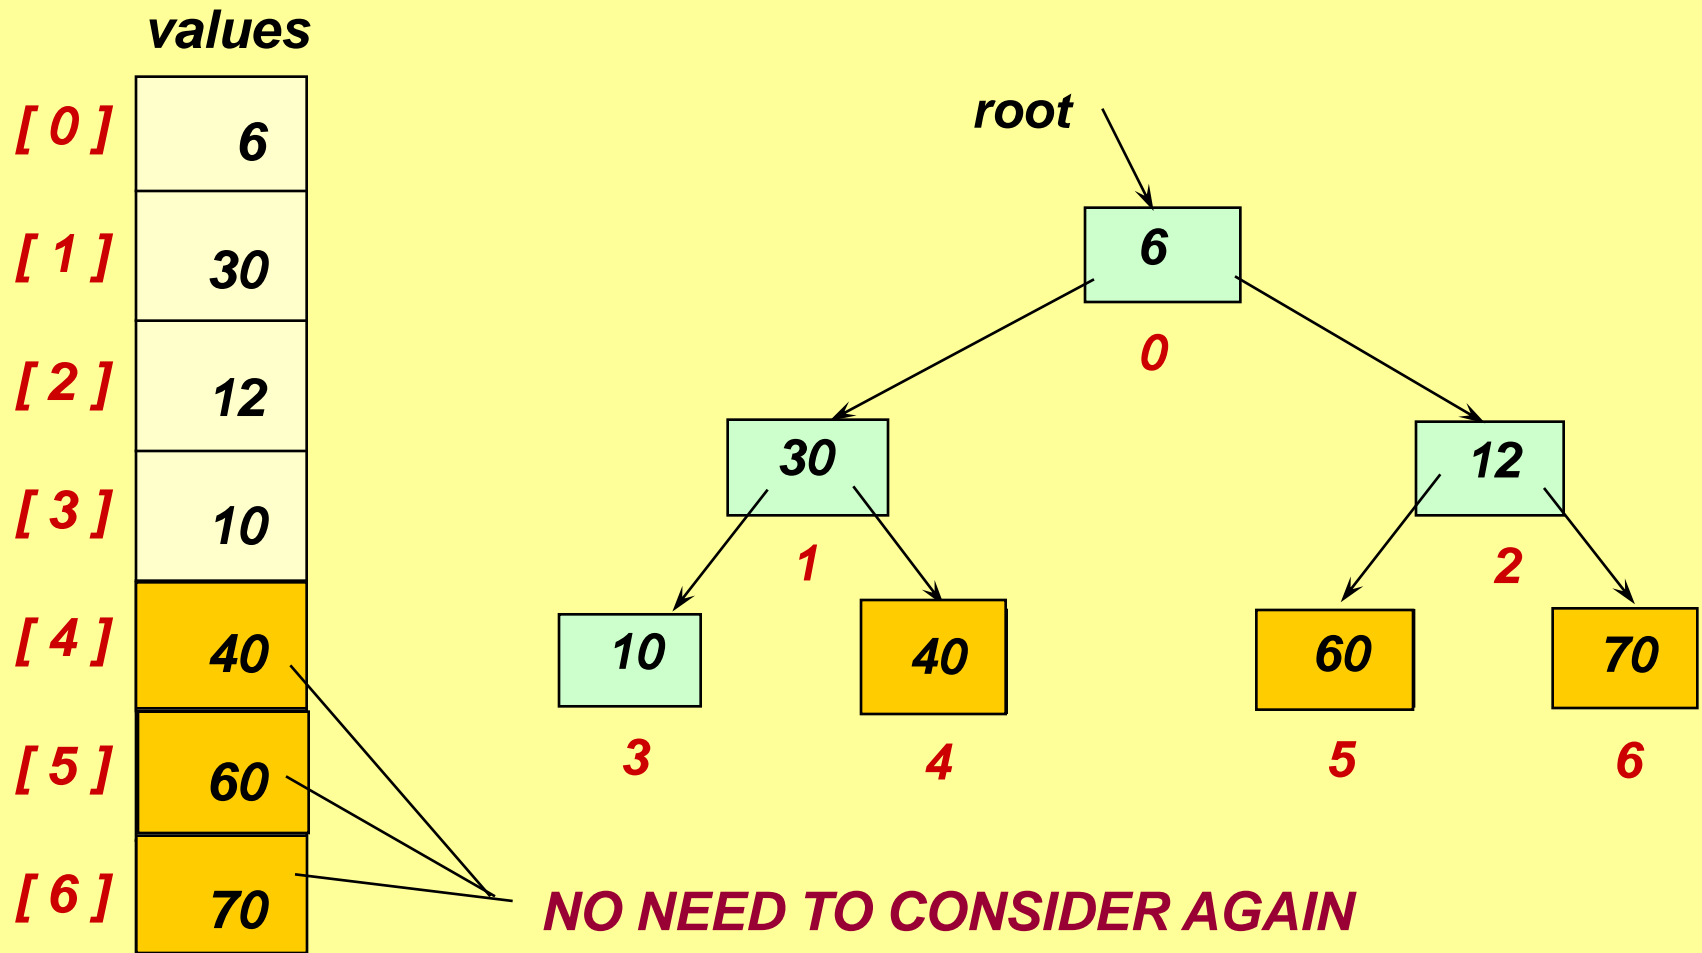 values
[ 0 ] 6
[ 1 ] 30
[ 2 ] 12
[ 3 ] 10
[ 4 ] 40
[ 5 ] 60
[ 6 ] 70
root
6
0
30 12
1 2
10 40 60 70
3 4 5 6
NO NEED TO CONSIDER AGAIN